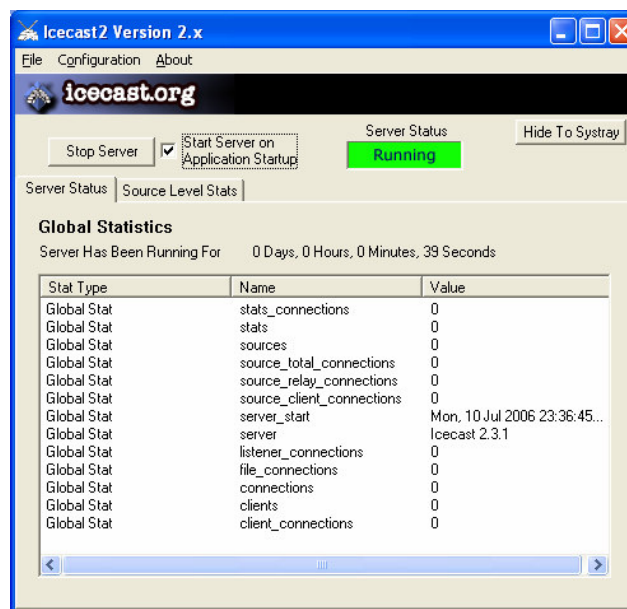 Icecast2 Version 2.x
File Configuration About
icecast.org
Stop Server
Start Server on
Application Startup
Server Status
Running
Hide To Systray
Server Status Source Level Stats
Global Statistics
Server Has Been Running For 0 Days, 0 Hours, 0 Minutes, 39 Seconds
Stat Type Name Value
Global Stat stats_connections 0
Global Stat stats 0
Global Stat sources 0
Global Stat source_total_connections 0
Global Stat source_relay_connections 0
Global Stat source_client_connections 0
Global Stat server_start Mon, 10 Jul 2006 23:36:45...
Global Stat server Icecast 2.3.1
Global Stat listener_connections 0
Global Stat file_connections 0
Global Stat connections 0
Global Stat clients 0
Global Stat client_connections 0